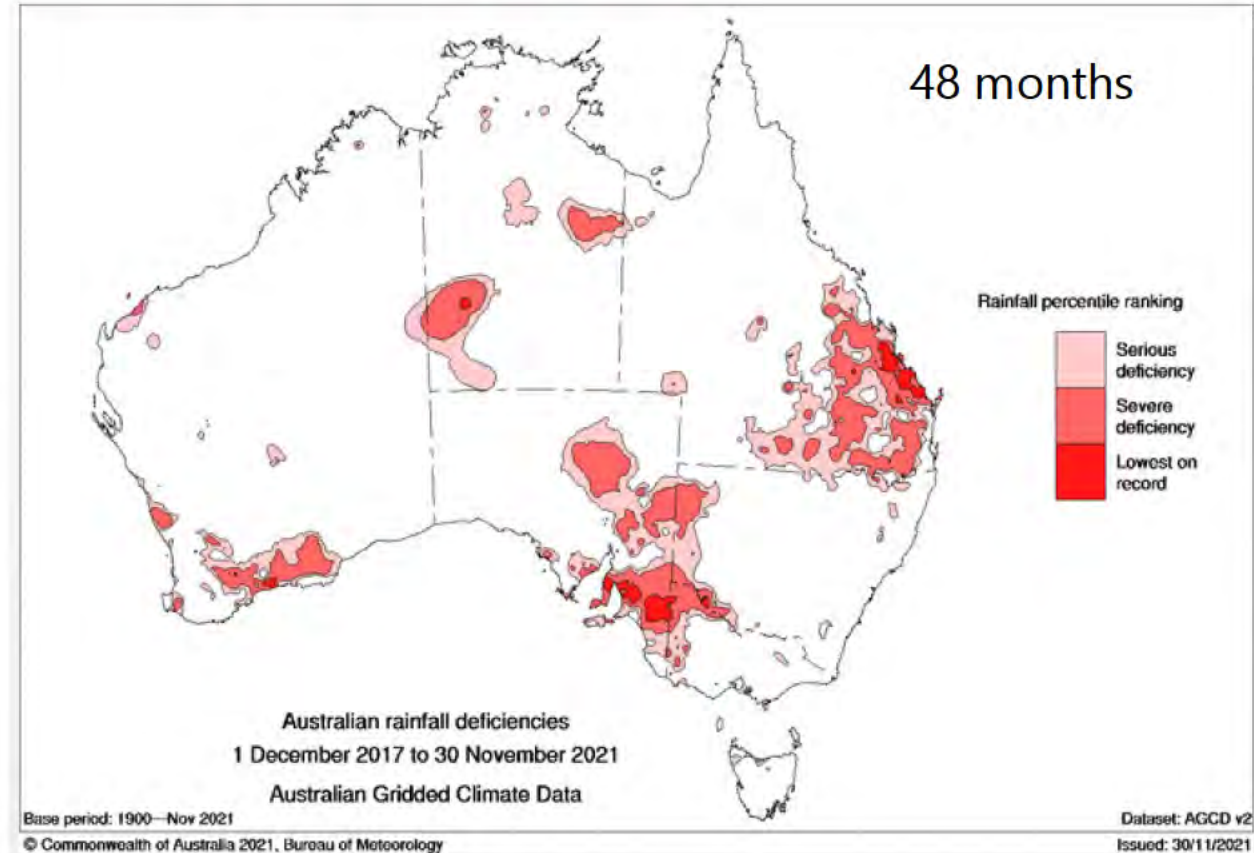 48 months
Rainfall percentile ranking
Serious
deficiency
Severe
deficiency
Lowest on
record
Australian rainfall deficiencies
1 December 2017 to 30 November 2021
Australian Gridded Climate Data
Base period: 1900—Nov 2021
Dataset: AGCD v2
© Commonwealth of Australia 2021, Bureau of Meteorology
Issued: 30/11/2021